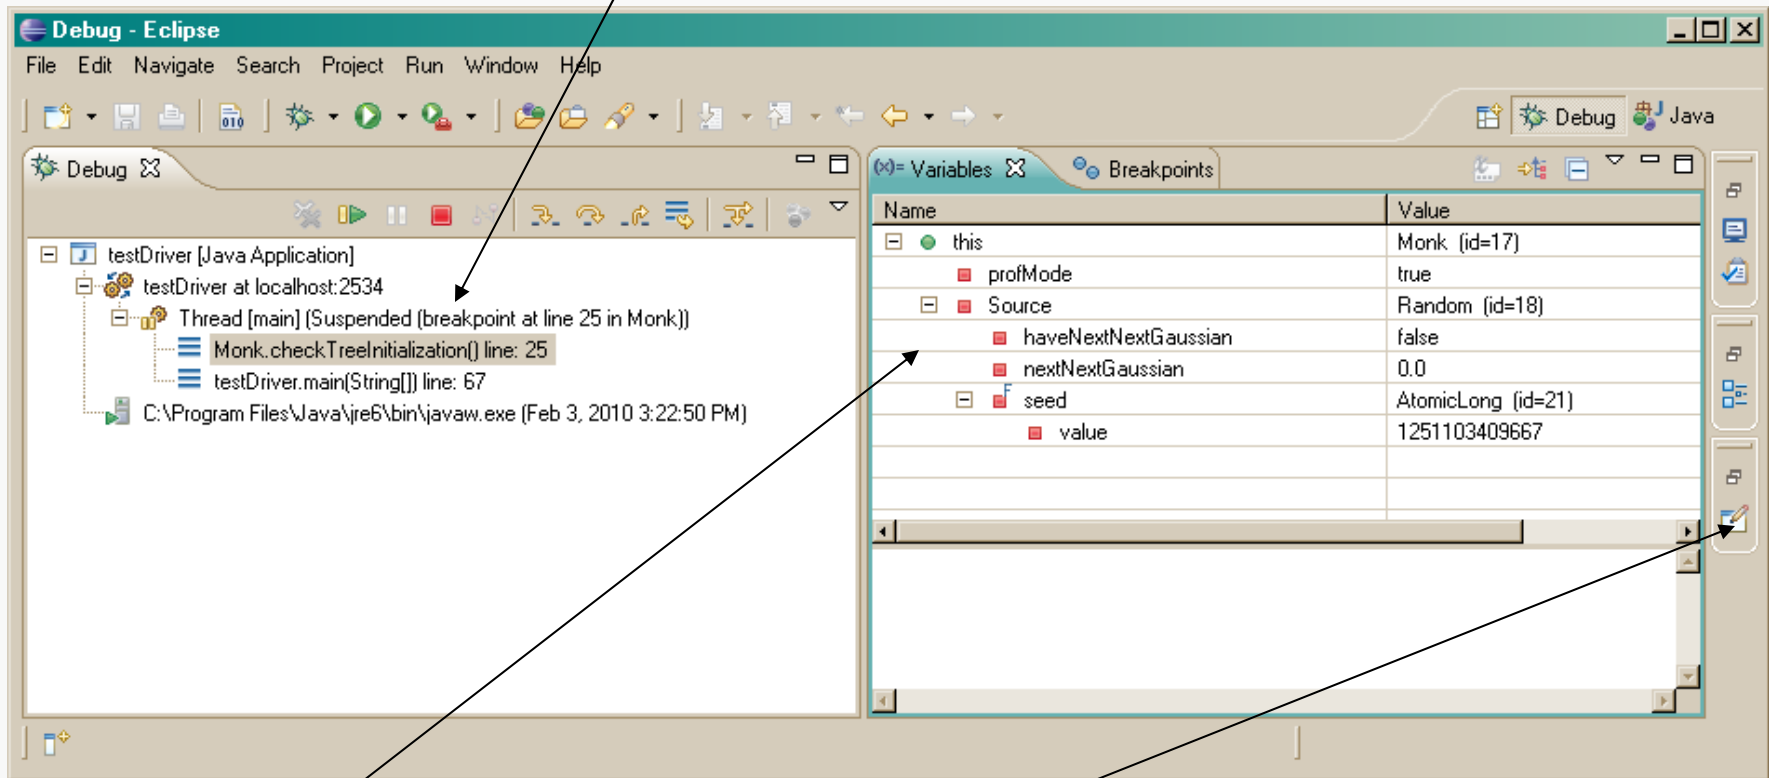 Debug - Eclipse
File Edit Navigate Search Project Run Window Help
010
Debug Java
Debug
(x)= Variables Breakpoints
Name Value
testDriver [Java Application]
testDriver at localhost:2534
Thread [main] (Suspended (breakpoint at line 25 in Monk))
Monk.checkTreeInitialization() line: 25
testDriver.main(String[]) line: 67
C:\Program Files\Java\jre6\bin\javaw.exe (Feb 3, 2010 3:22:50 PM)
this Monk (id=17)
profMode true
Source Random (id=18)
haveNextNextGaussian false
nextNextGaussian 0.0
F seed AtomicLong (id=21)
value 1251103409667